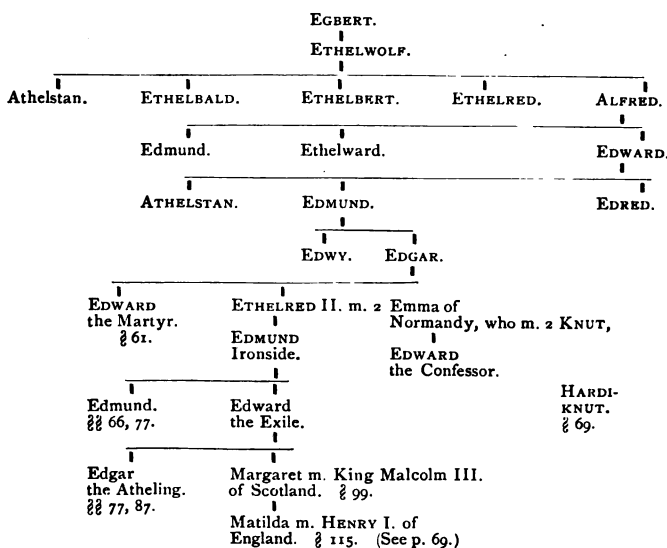 EGBERT.
ETHELWOLF.
Athelstan. ETHELBALD. ETHELBERT. ETHELRED. ALFRED.
Edmund. Ethelward. EDWARD.
ATHELSTAN. EDMUND. EDRED.
EDWY. EDGAR.
EDWARD ETHELRED II. m. 2 Emma of
the Martyr. Normandy, who m. 2 KNUT,
§ 61. EDMUND
Ironside. EDWARD
the Confessor.
Edmund. Edward HARDI-
§§ 66, 77. the Exile. KNUT.
§ 69.
Edgar Margaret m. King Malcolm III.
the Atheling. of Scotland. § 99.
§§ 77, 87.
Matilda m. HENRY I. of
England. § 115. (See p. 69.)